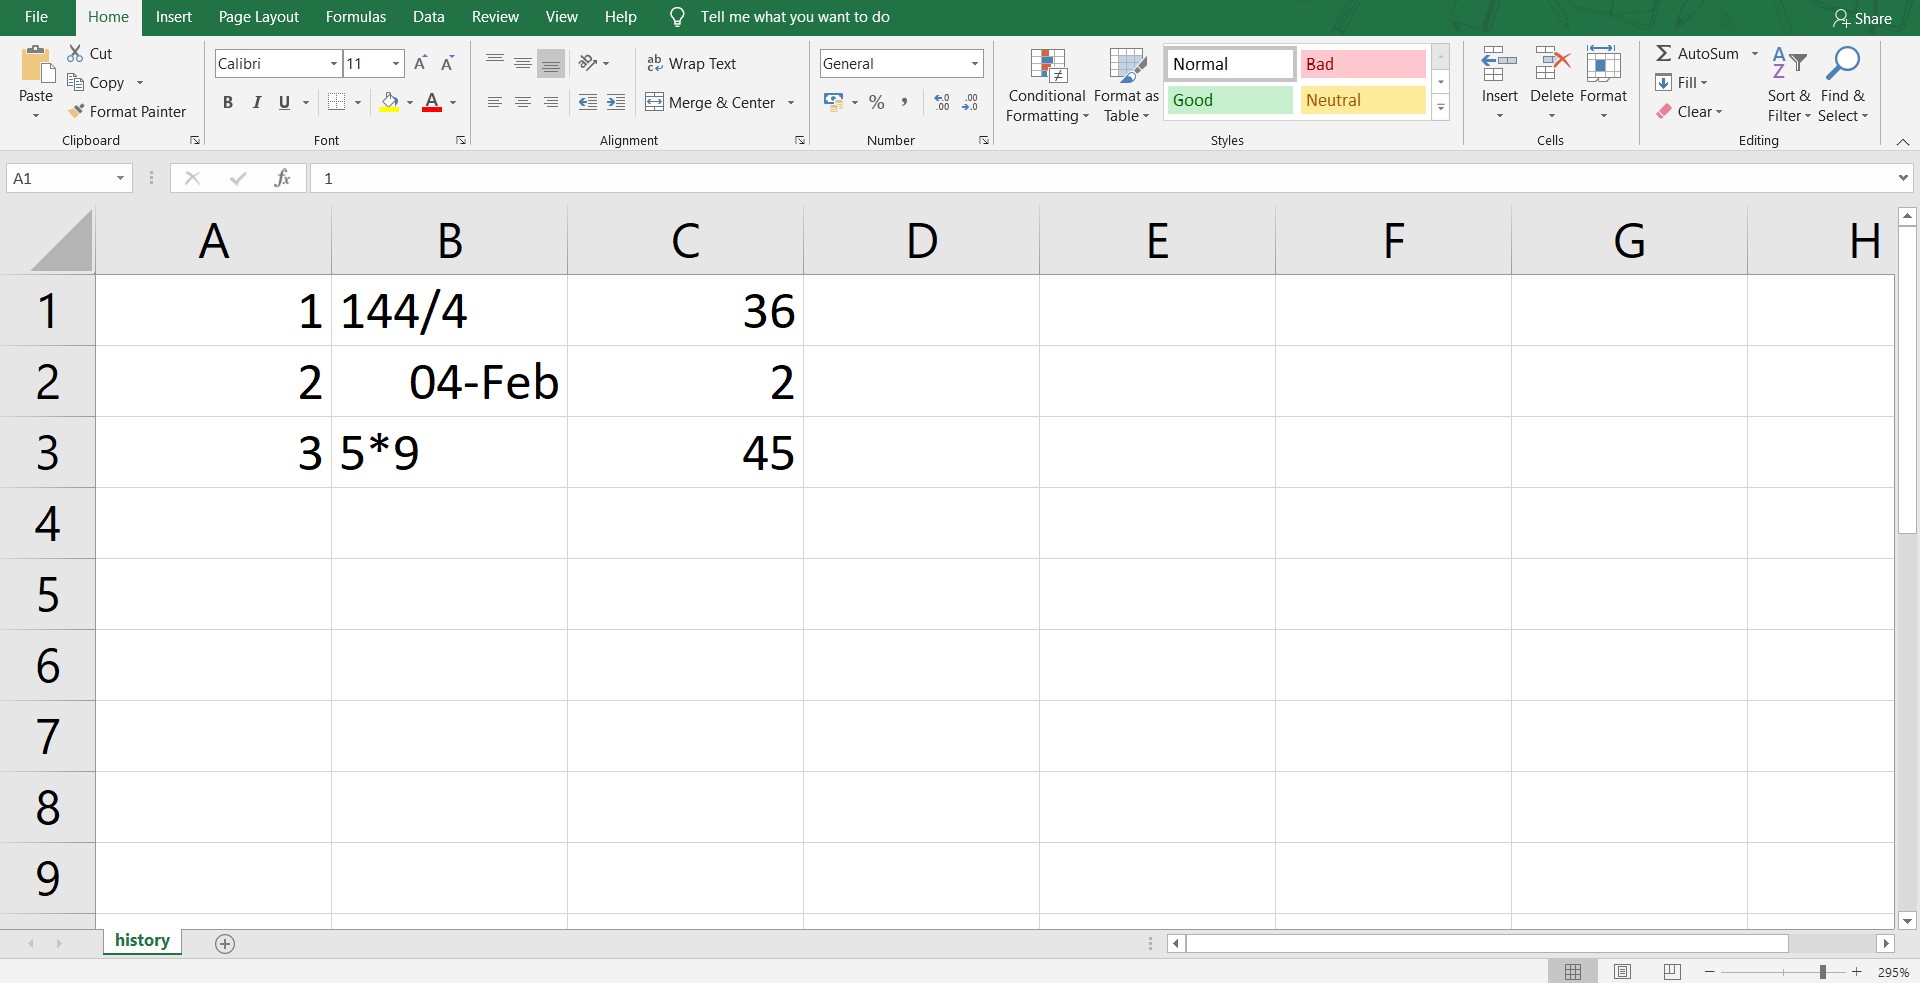 File Home Insert Page Layout Formulas Data Review View Help Tell me what you want to do Share
Paste
Cut
Copy
Format Painter
Clipboard
Calibri 11 A A
B I U A
Font
ab c Wrap Text
Merge & Center
Alignment
General
% , .00 .00
Number
Conditional Formatting
Format as Table
Normal Bad
Good Neutral
Styles
Insert Delete Format
Cells
AutoSum
Fill
Clear
Sort & Filter
Find & Select
Editing
A1 fx 1
A B C D E F G H
1 1 144/4 36
2 2 04-Feb 2
3 3 5*9 45
4
5
6
7
8
9
history
295%